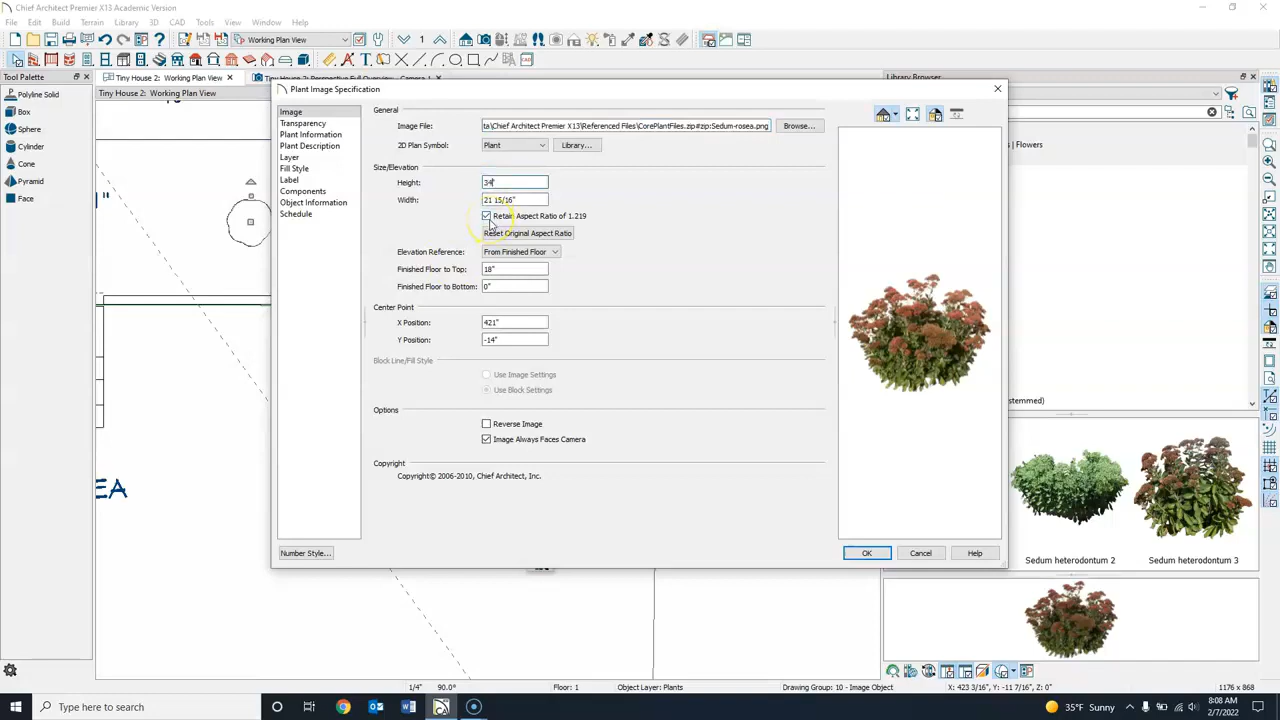 Chief Architect Premier X13 Academic Version
File Edit Build Terrain Library 3D CAD Tools View Window Help
Working Plan View 1
Tool Palette
Tiny House 2: Working Plan View
Tiny House 2: Perspective Full Overview - Camera 1
Library Browser
Tiny House 2: Working Plan View
Polyline Solid
Box
Sphere
Cylinder
Cone
Pyramid
Face
Plant Image Specification
Image
Transparency
Plant Information
Plant Description
Layer
Fill Style
Label
Components
Object Information
Schedule
General
Image File: ta\Chief Architect Premier X13\Referenced Files\CorePlantFiles.zip#zip:Sedum-rosea.png Browse...
2D Plan Symbol: Plant Library...
Size/Elevation
Height: 34"
Width: 21 15/16"
Retain Aspect Ratio of 1.219
Reset Original Aspect Ratio
Elevation Reference: From Finished Floor
Finished Floor to Top: 18"
Finished Floor to Bottom: 0"
Center Point
X Position: 421"
Y Position: -14"
Block Line/Fill Style
Use Image Settings
Use Block Settings
Options
Reverse Image
Image Always Faces Camera
Copyright
Copyright© 2006-2010, Chief Architect, Inc.
Number Style... OK Cancel Help
| Flowers
temmed)
EA
Sedum heterodontum 2 Sedum heterodontum 3
1/4" 90.0° Floor: 1 Object Layer: Plants Drawing Group: 10 - Image Object X: 423 3/16", Y: -11 7/16", Z: 0" 1176 x 868
Type here to search
35°F Sunny
8:08 AM
2/7/2022